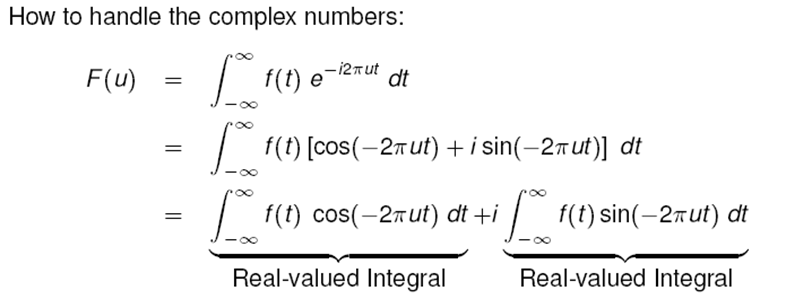 How to handle the complex numbers:
F(u) = ∫_{-∞}^{∞} f(t) e^{-i2πut} dt
= ∫_{-∞}^{∞} f(t) [cos(−2πut) + i sin(−2πut)] dt
= ∫_{-∞}^{∞} f(t) cos(−2πut) dt + i ∫_{-∞}^{∞} f(t) sin(−2πut) dt
Real-valued Integral Real-valued Integral